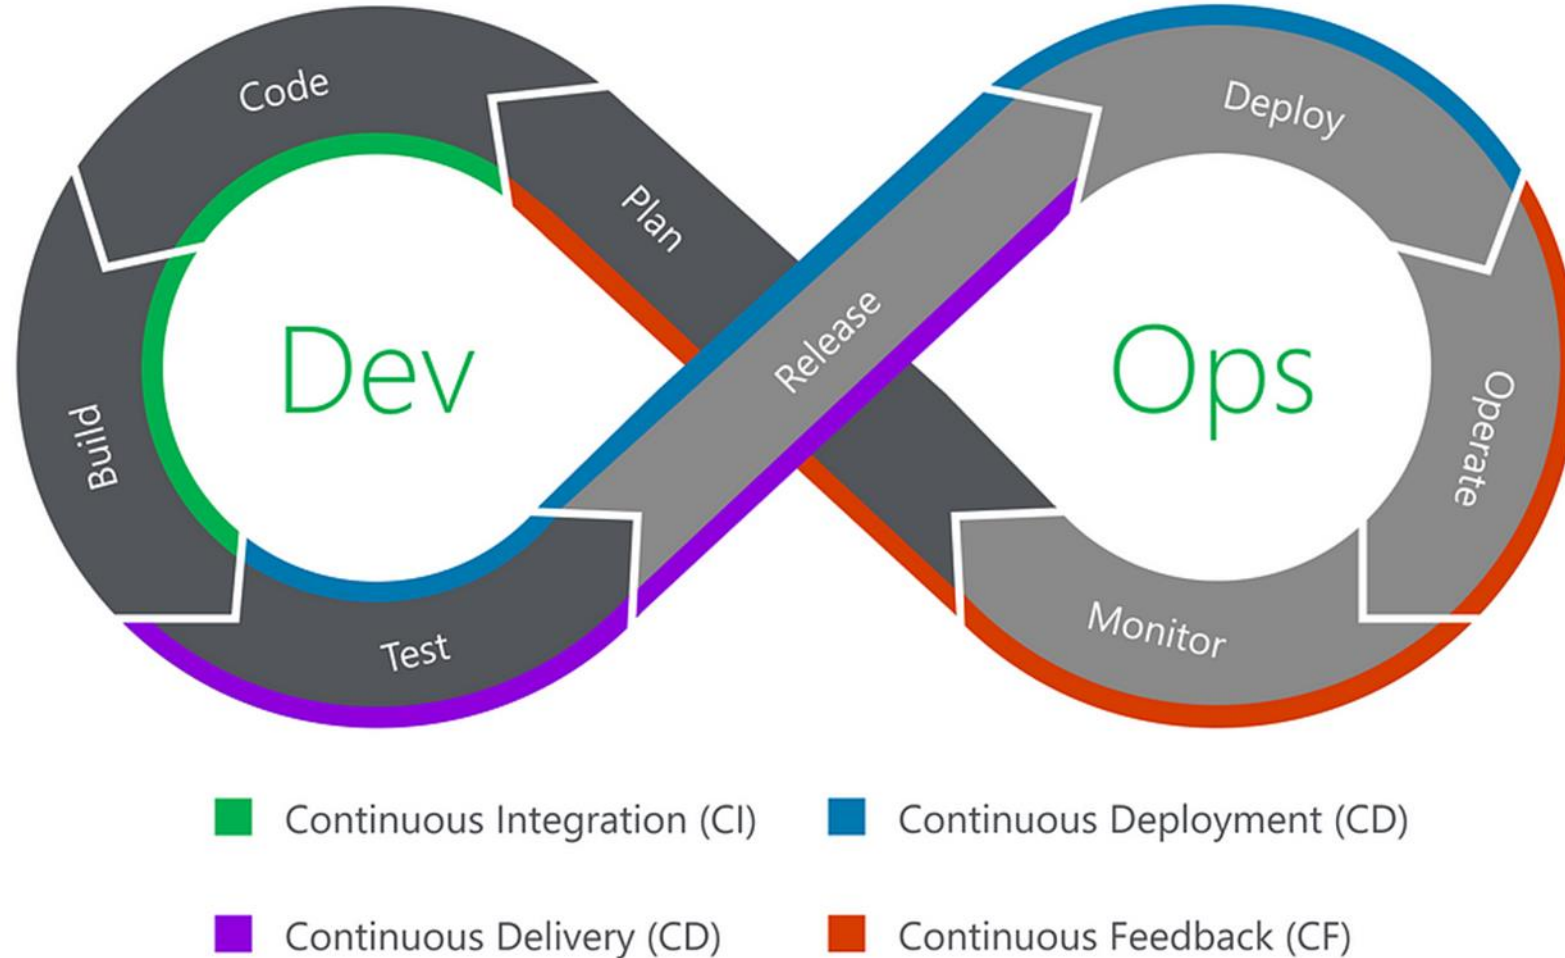 Code
Deploy
Plan
Release
Dev
Ops
Build
Operate
Test
Monitor
Continuous Integration (CI)
Continuous Deployment (CD)
Continuous Delivery (CD)
Continuous Feedback (CF)